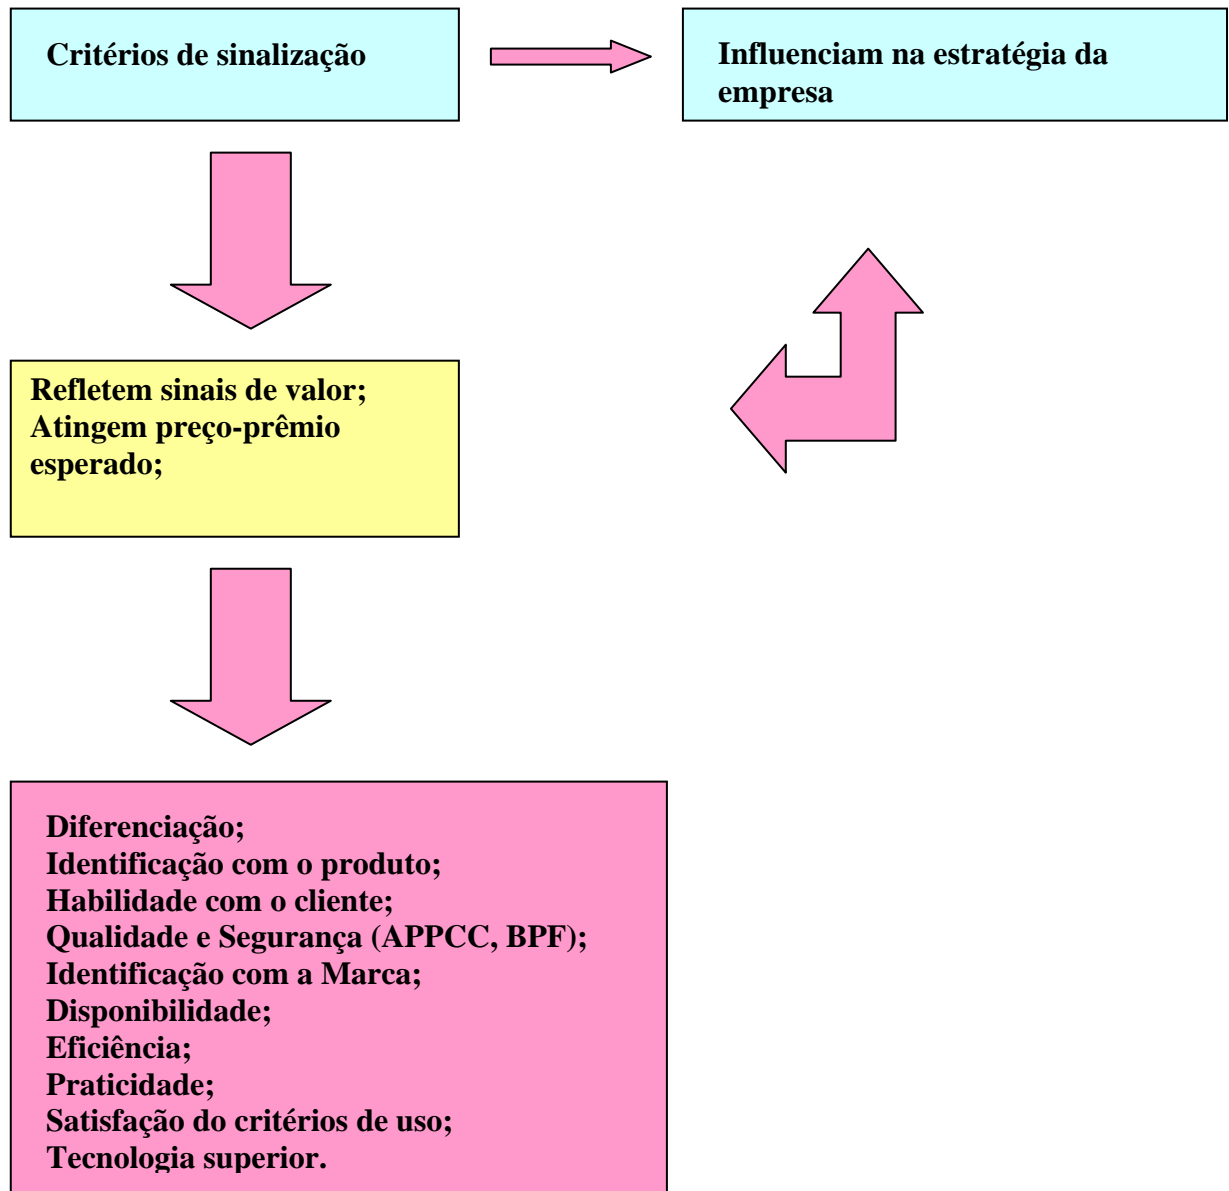 Critérios de sinalização
Influenciam na estratégia da
empresa
Refletem sinais de valor;
Atingem preço-prêmio
esperado;
Diferenciação;
Identificação com o produto;
Habilidade com o cliente;
Qualidade e Segurança (APPCC, BPF);
Identificação com a Marca;
Disponibilidade;
Eficiência;
Praticidade;
Satisfação do critérios de uso;
Tecnologia superior.